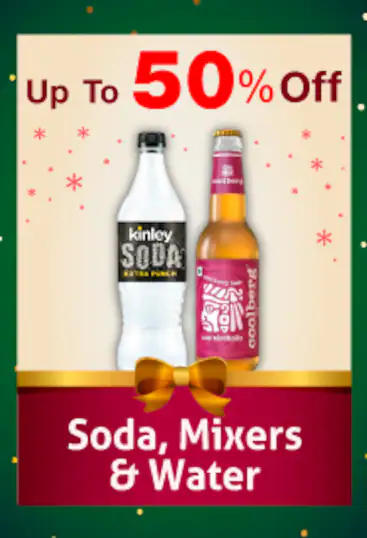 Up To 50% Off
kinley
SODA
EXTRA PUNCH
coolberg
Soda, Mixers
& Water